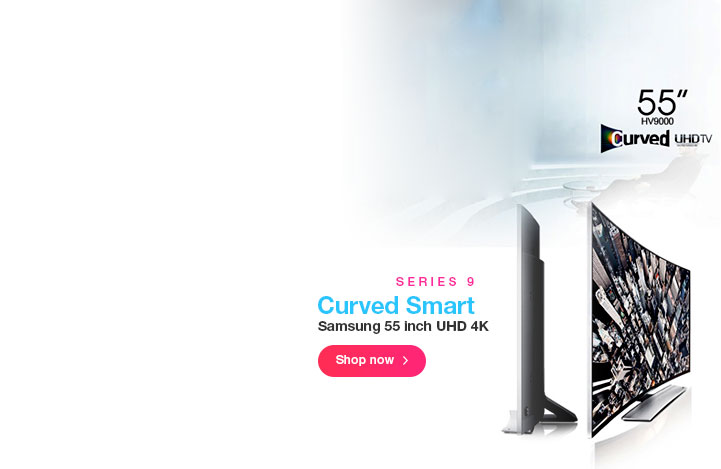 55"
HV9000
Curved UHDTV
SERIES 9
Curved Smart
Samsung 55 inch UHD 4K
Shop now